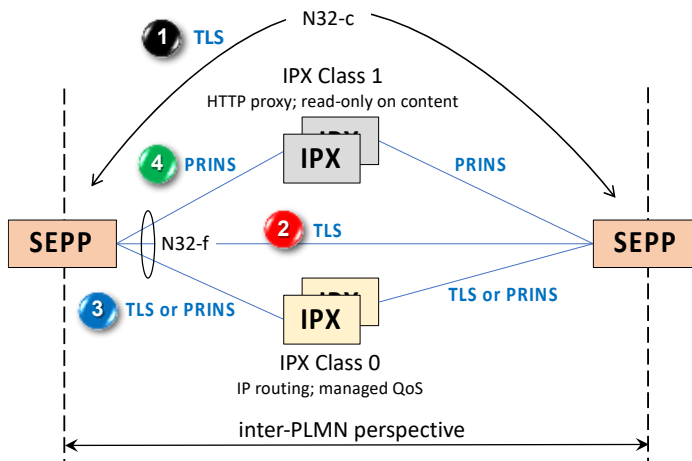 N32-c
1 TLS
IPX Class 1
HTTP proxy; read-only on content
IPX
IPX
4 PRINS
PRINS
SEPP
N32-f
2 TLS
SEPP
3 TLS or PRINS
TLS or PRINS
IPX
IPX
IPX Class 0
IP routing; managed QoS
inter-PLMN perspective